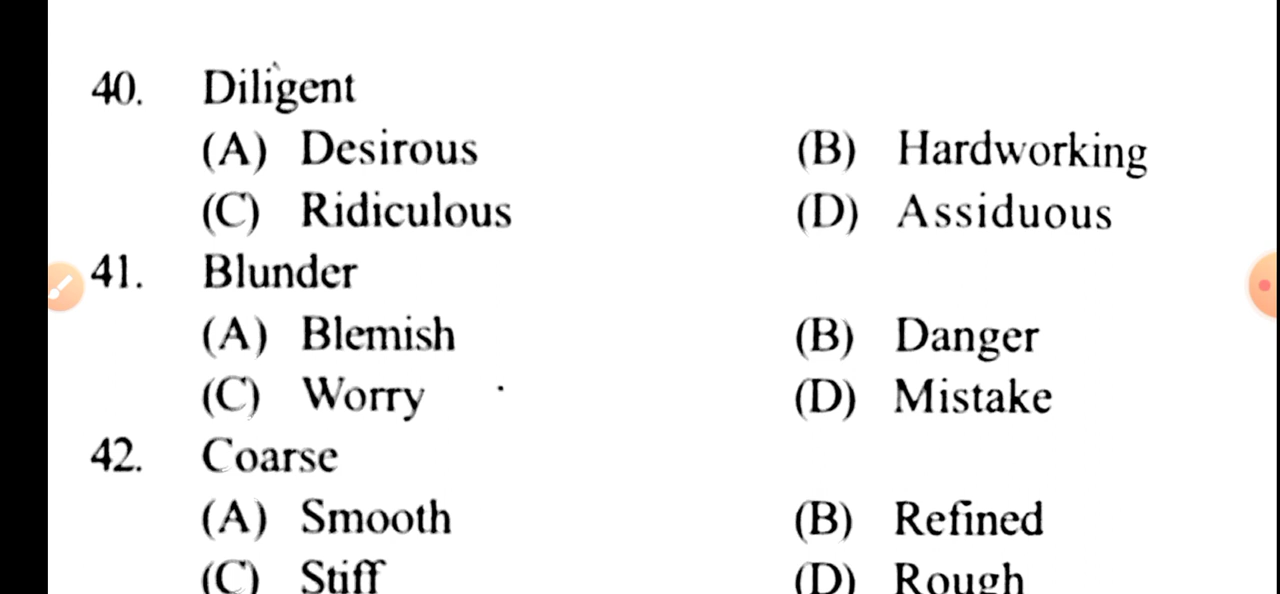 40. Diligent
(A) Desirous (B) Hardworking
(C) Ridiculous (D) Assiduous
41. Blunder
(A) Blemish (B) Danger
(C) Worry (D) Mistake
42. Coarse
(A) Smooth (B) Refined
(C) Stiff (D) Rough